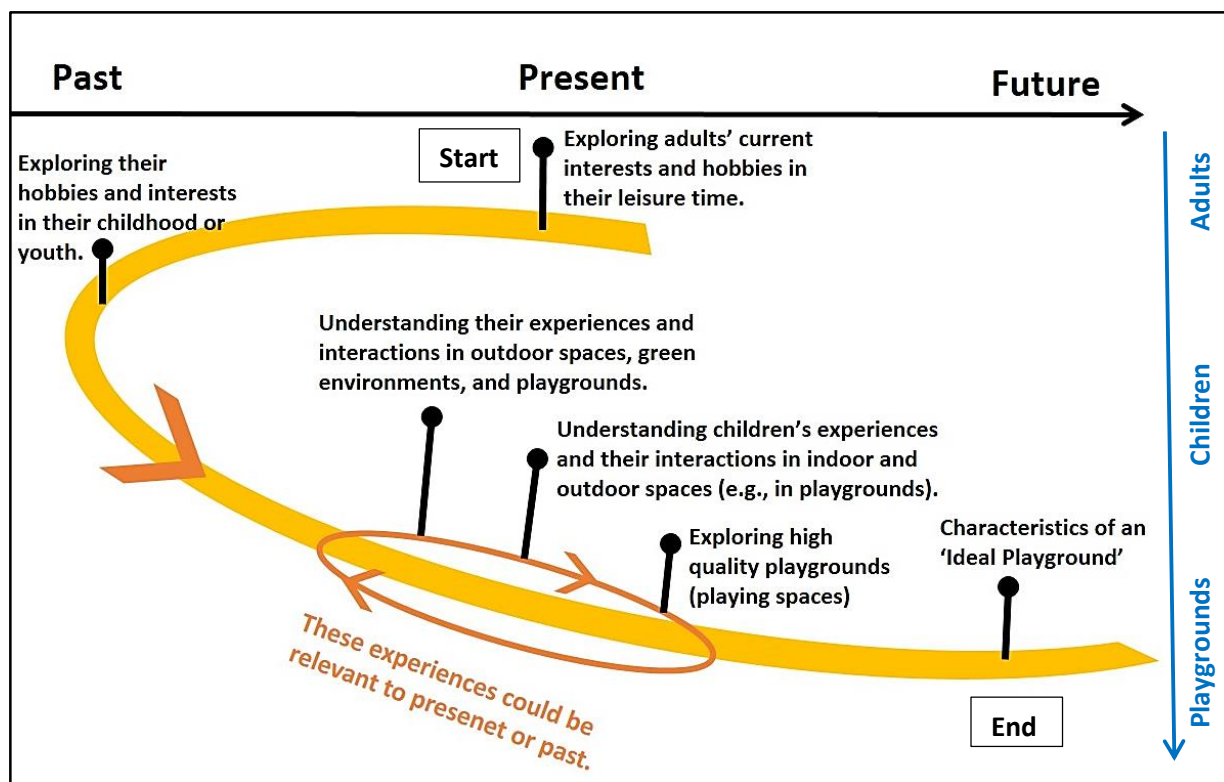 Past
Present
Future
Start
Exploring adults’ current
interests and hobbies in
their leisure time.
Exploring their
hobbies and interests
in their childhood or
youth.
Understanding their experiences and
interactions in outdoor spaces, green
environments, and playgrounds.
Understanding children’s experiences
and their interactions in indoor and
outdoor spaces (e.g., in playgrounds).
Exploring high
quality playgrounds
(playing spaces)
Characteristics of an
‘Ideal Playground’
These experiences could be
relevant to presenet or past.
End
Adults
Children
Playgrounds